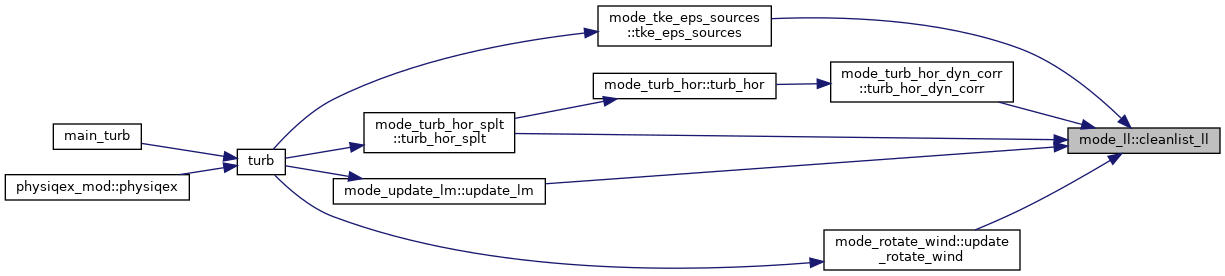 mode_tke_eps_sources
::tke_eps_sources
mode_turb_hor_dyn_corr
::turb_hor_dyn_corr
mode_turb_hor::turb_hor
mode_turb_hor_splt
::turb_hor_splt
main_turb
mode_ll::cleanlist_ll
turb
physiqex_mod::physiqex
mode_update_lm::update_lm
mode_rotate_wind::update
_rotate_wind